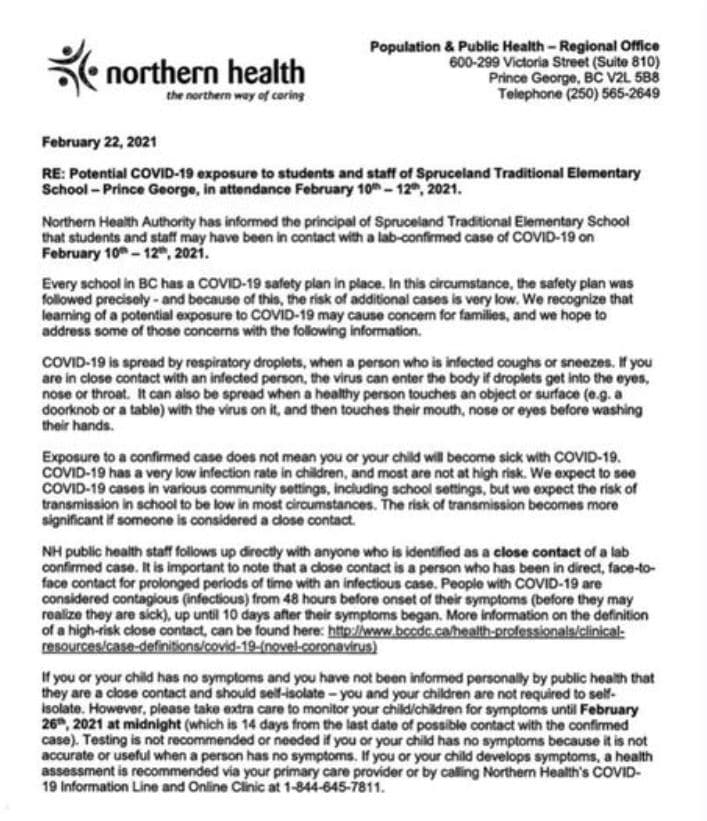 northern health
the northern way of caring
Population & Public Health – Regional Office
600-299 Victoria Street (Suite 810)
Prince George, BC V2L 5B8
Telephone (250) 565-2649
February 22, 2021
RE: Potential COVID-19 exposure to students and staff of Spruceland Traditional Elementary
School – Prince George, in attendance February 10th – 12th, 2021.
Northern Health Authority has informed the principal of Spruceland Traditional Elementary School
that students and staff may have been in contact with a lab-confirmed case of COVID-19 on
February 10th – 12th, 2021.
Every school in BC has a COVID-19 safety plan in place. In this circumstance, the safety plan was
followed precisely - and because of this, the risk of additional cases is very low. We recognize that
learning of a potential exposure to COVID-19 may cause concern for families, and we hope to
address some of those concerns with the following information.
COVID-19 is spread by respiratory droplets, when a person who is infected coughs or sneezes. If you
are in close contact with an infected person, the virus can enter the body if droplets get into the eyes,
nose or throat. It can also be spread when a healthy person touches an object or surface (e.g. a
doorknob or a table) with the virus on it, and then touches their mouth, nose or eyes before washing
their hands.
Exposure to a confirmed case does not mean you or your child will become sick with COVID-19.
COVID-19 has a very low infection rate in children, and most are not at high risk. We expect to see
COVID-19 cases in various community settings, including school settings, but we expect the risk of
transmission in school to be low in most circumstances. The risk of transmission becomes more
significant if someone is considered a close contact.
NH public health staff follows up directly with anyone who is identified as a close contact of a lab
confirmed case. It is important to note that a close contact is a person who has been in direct, face-to-
face contact for prolonged periods of time with an infectious case. People with COVID-19 are
considered contagious (infectious) from 48 hours before onset of their symptoms (before they may
realize they are sick), up until 10 days after their symptoms began. More information on the definition
of a high-risk close contact, can be found here: http://www.bccdc.ca/health-professionals/clinical-
resources/case-definitions/covid-19-(novel-coronavirus)
If you or your child has no symptoms and you have not been informed personally by public health that
they are a close contact and should self-isolate – you and your children are not required to self-
isolate. However, please take extra care to monitor your child/children for symptoms until February
26th, 2021 at midnight (which is 14 days from the last date of possible contact with the confirmed
case). Testing is not recommended or needed if you or your child has no symptoms because it is not
accurate or useful when a person has no symptoms. If you or your child develops symptoms, a health
assessment is recommended via your primary care provider or by calling Northern Health's COVID-
19 Information Line and Online Clinic at 1-844-645-7811.